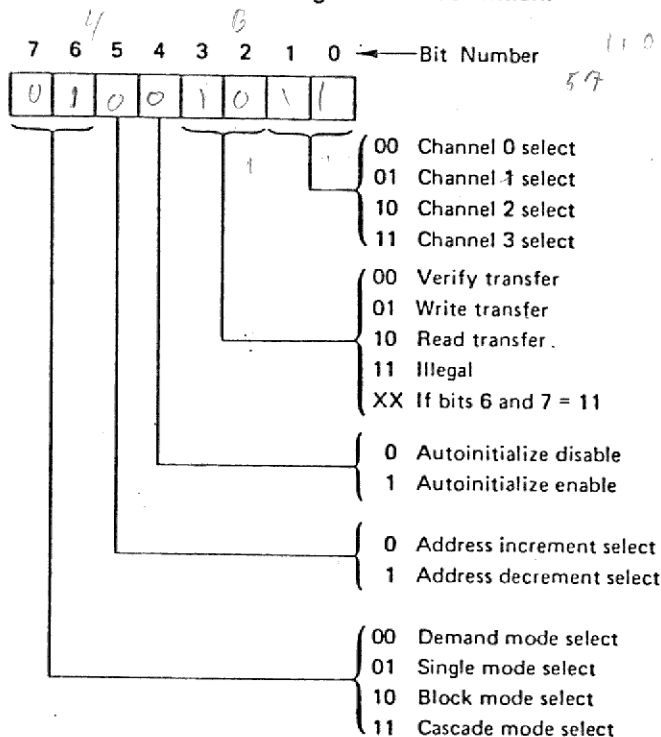 4 B
7 6 5 4 3 2 1 0 Bit Number
110
57
0 1 0 0 1 0 1 1
1
00 Channel 0 select
01 Channel 1 select
10 Channel 2 select
11 Channel 3 select
00 Verify transfer
01 Write transfer
10 Read transfer.
11 Illegal
XX If bits 6 and 7 = 11
0 Autoinitialize disable
1 Autoinitialize enable
0 Address increment select
1 Address decrement select
00 Demand mode select
01 Single mode select
10 Block mode select
11 Cascade mode select